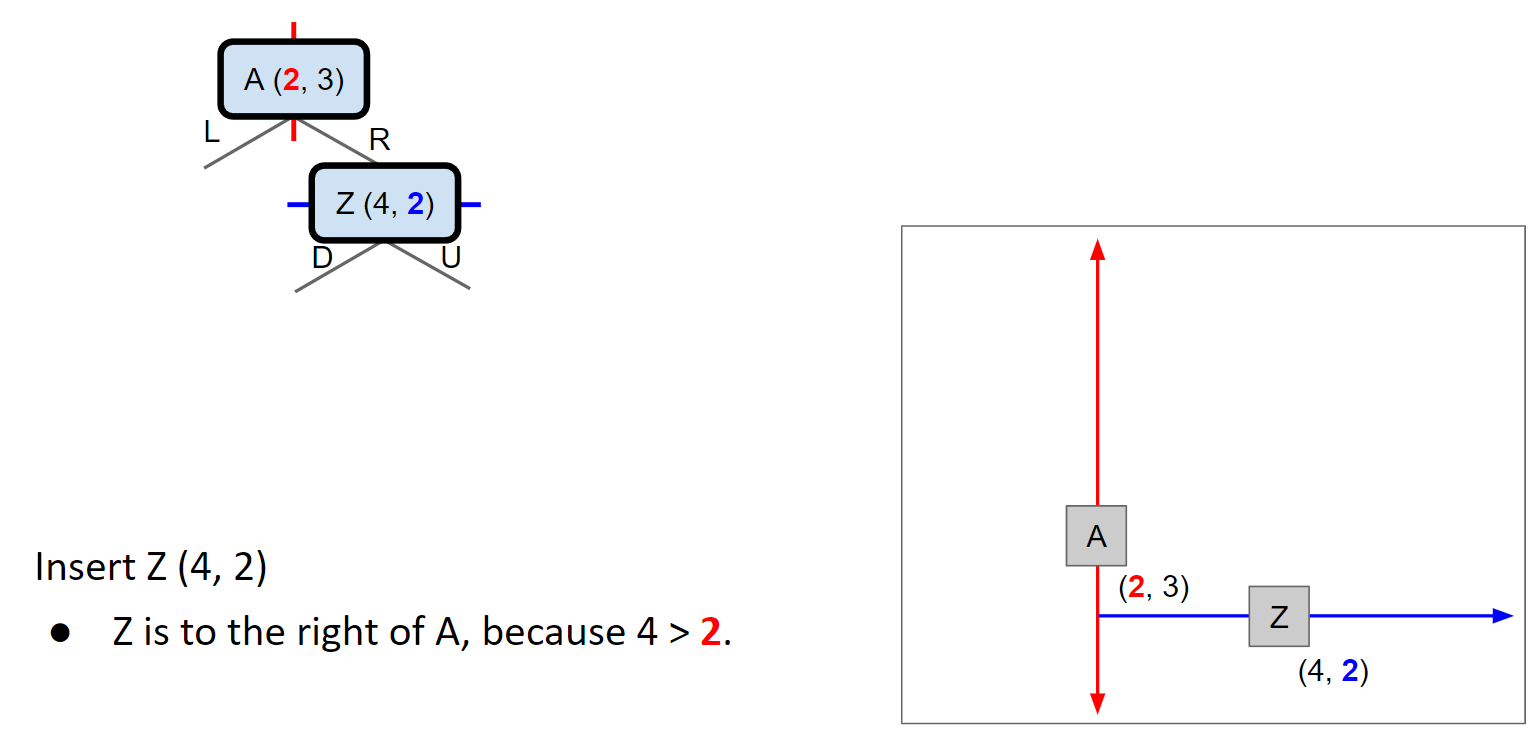 A (2, 3)
L
R
Z (4, 2)
D
U
Insert Z (4, 2)
● Z is to the right of A, because 4 > 2.
A
(2, 3)
Z
(4, 2)